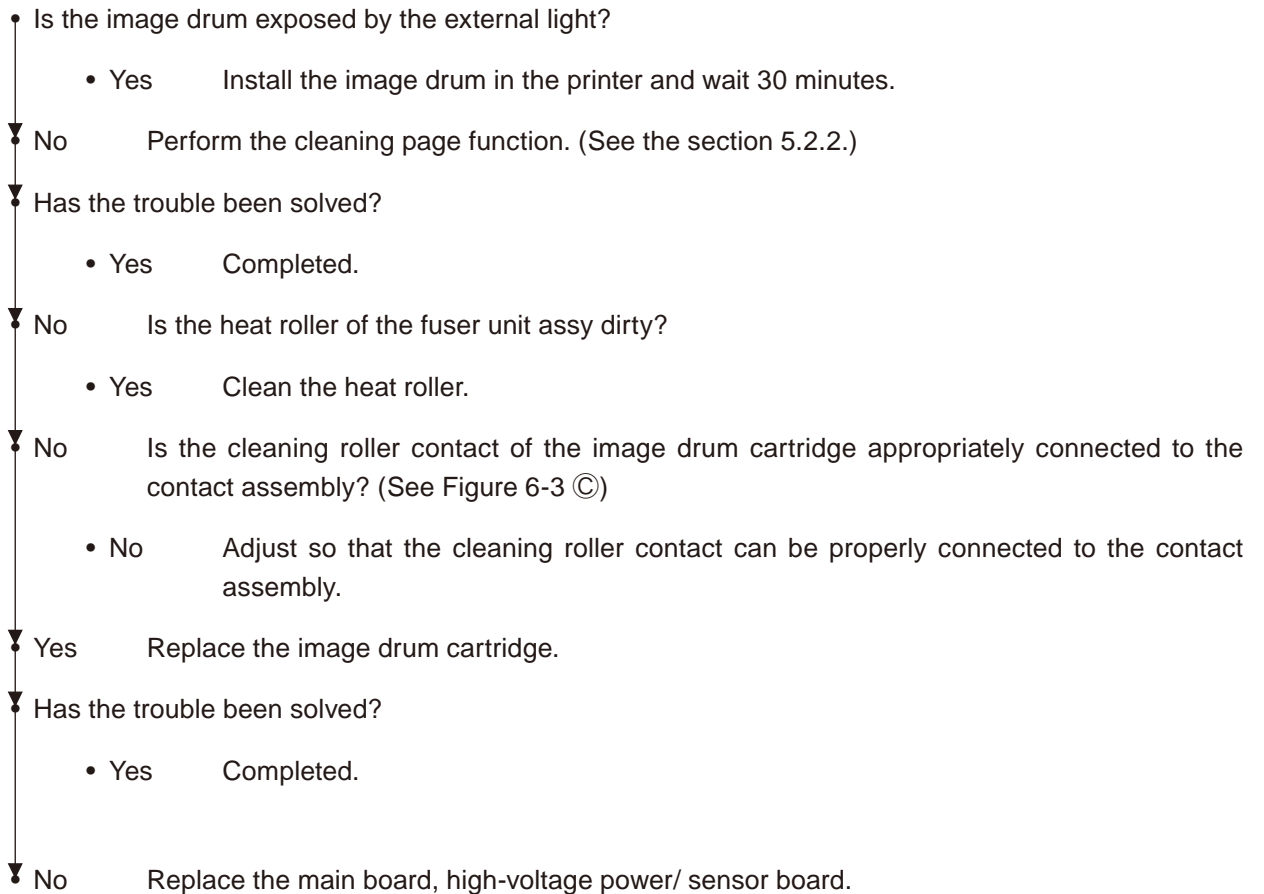 • Is the image drum exposed by the external light?
• Yes Install the image drum in the printer and wait 30 minutes.
• No Perform the cleaning page function. (See the section 5.2.2.)
• Has the trouble been solved?
• Yes Completed.
• No Is the heat roller of the fuser unit assy dirty?
• Yes Clean the heat roller.
• No Is the cleaning roller contact of the image drum cartridge appropriately connected to the
contact assembly? (See Figure 6-3 Ⓒ)
• No Adjust so that the cleaning roller contact can be properly connected to the contact
assembly.
• Yes Replace the image drum cartridge.
• Has the trouble been solved?
• Yes Completed.
• No Replace the main board, high-voltage power/ sensor board.